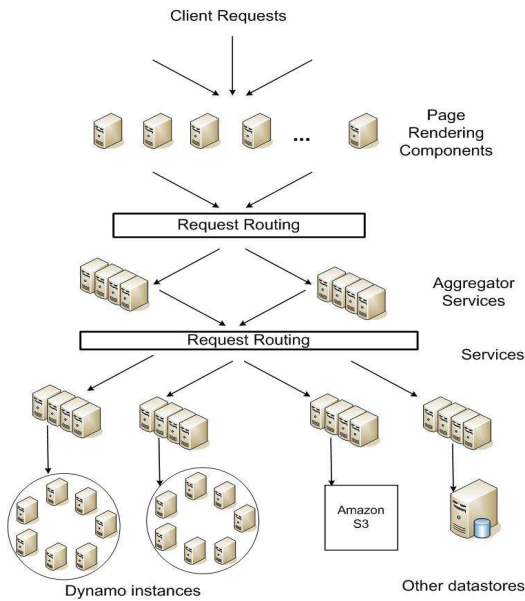 Client Requests
...
Page
Rendering
Components
Request Routing
Aggregator
Services
Request Routing
Services
Amazon
S3
Dynamo instances
Other datastores